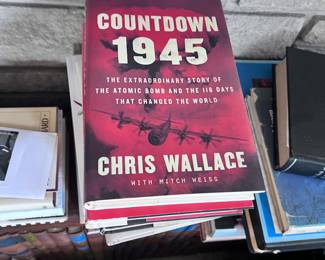 COUNTDOWN
1945
THE EXTRAORDINARY STORY OF
THE ATOMIC BOMB AND THE 116 DAYS
THAT CHANGED THE WORLD
CHRIS WALLACE
WITH MITCH WEISS